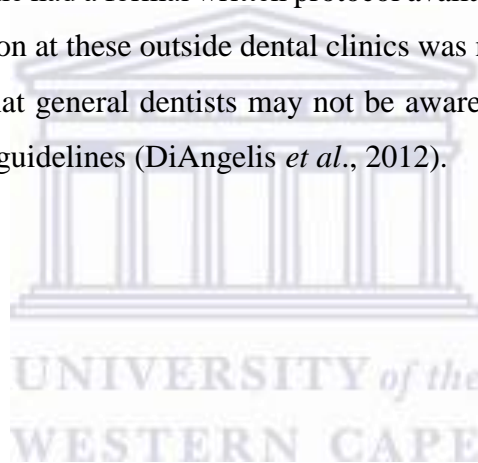 had a formal written protocol
on at these outside dental clinics was
at general dentists may not be aware
guidelines (DiAngelis et al., 2012).
UNIVERSITY of the
WESTERN CAPE